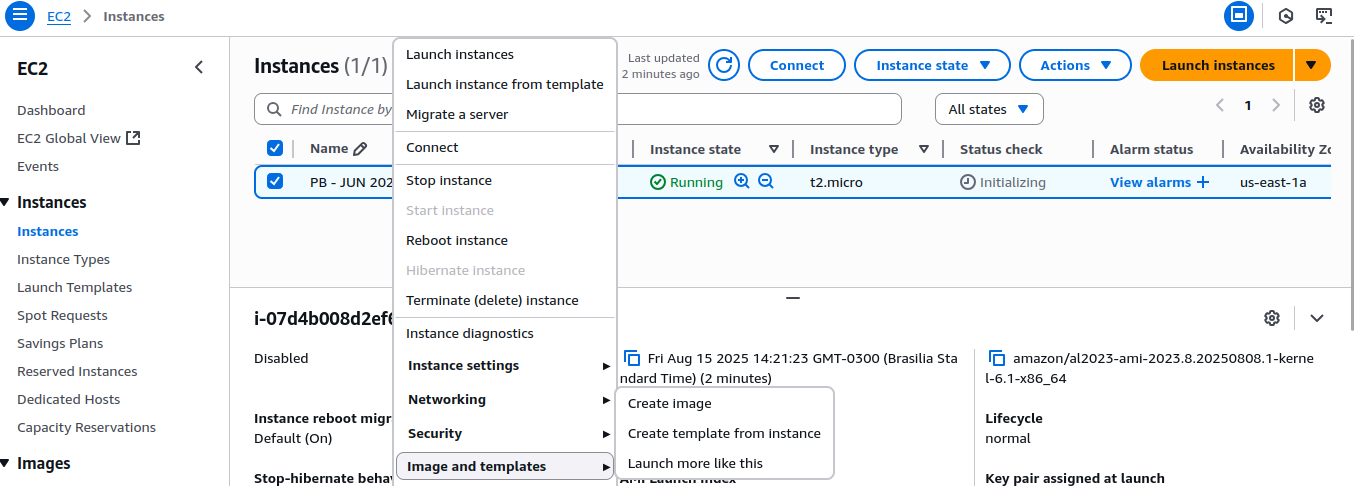 EC2 > Instances
EC2
Dashboard
EC2 Global View
Events
Instances
Instances
Instance Types
Launch Templates
Spot Requests
Savings Plans
Reserved Instances
Dedicated Hosts
Capacity Reservations
Images
Instances (1/1)
Last updated
2 minutes ago
Connect
Instance state
Actions
Launch instances
Find Instance by
All states
1
Name
Instance state
Instance type
Status check
Alarm status
Availability Zo
PB - JUN 202
Running
t2.micro
Initializing
View alarms +
us-east-1a
Launch instances
Launch instance from template
Migrate a server
Connect
Stop instance
Start instance
Reboot instance
Hibernate instance
Terminate (delete) instance
Instance diagnostics
Instance settings
Networking
Security
Image and templates
Create image
Create template from instance
Launch more like this
i-07d4b008d2ef
Disabled
Fri Aug 15 2025 14:21:23 GMT-0300 (Brasilia Sta
ndard Time) (2 minutes)
amazon/al2023-ami-2023.8.20250808.1-kerne
l-6.1-x86_64
Instance reboot migr
Default (On)
Lifecycle
normal
Stop-hibernate behav
AMI Launch index
Key pair assigned at launch